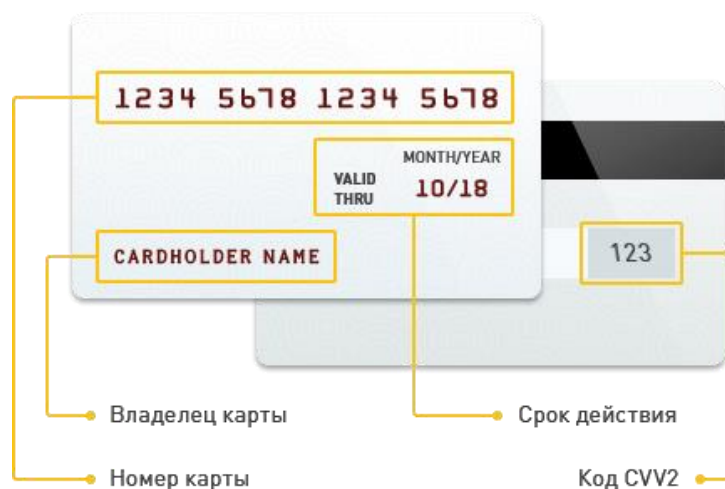 1234 5678 1234 5678
MONTH/YEAR
VALID
THRU
10/18
CARDHOLDER NAME
123
Владелец карты
Срок действия
Номер карты
Код CVV2